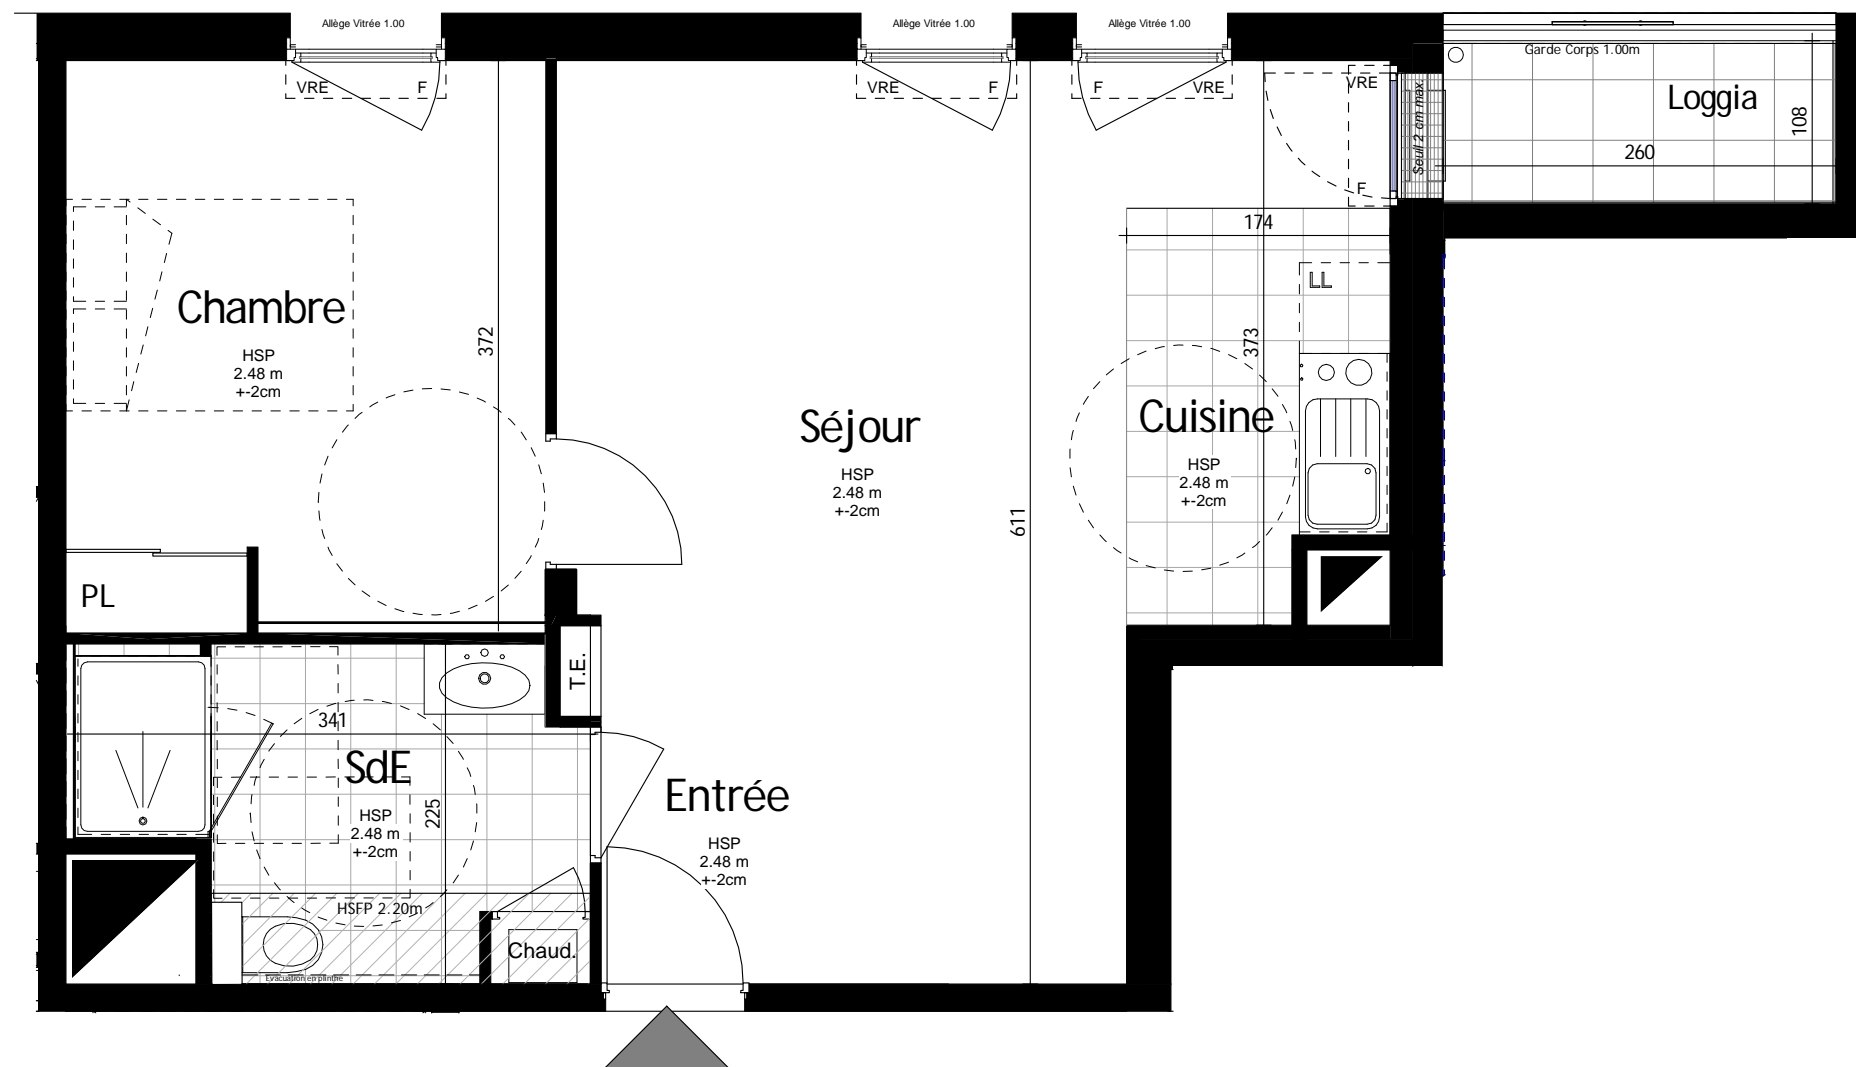 Allège Vitrée 1.00
Allège Vitrée 1.00
Allège Vitrée 1.00
VRE F
VRE F
F VRE
VRE
F
Seuil 2 cm max.
Garde Corps 1.00m
Loggia
108
260
174
LL
Chambre
HSP
2.48 m
+-2cm
372
373
Séjour
HSP
2.48 m
+-2cm
611
Cuisine
HSP
2.48 m
+-2cm
PL
T.E.
341
SdE
HSP
2.48 m
+-2cm
225
Entrée
HSP
2.48 m
+-2cm
HSFP 2.20m
Chaud.
Evacuation en plinthe